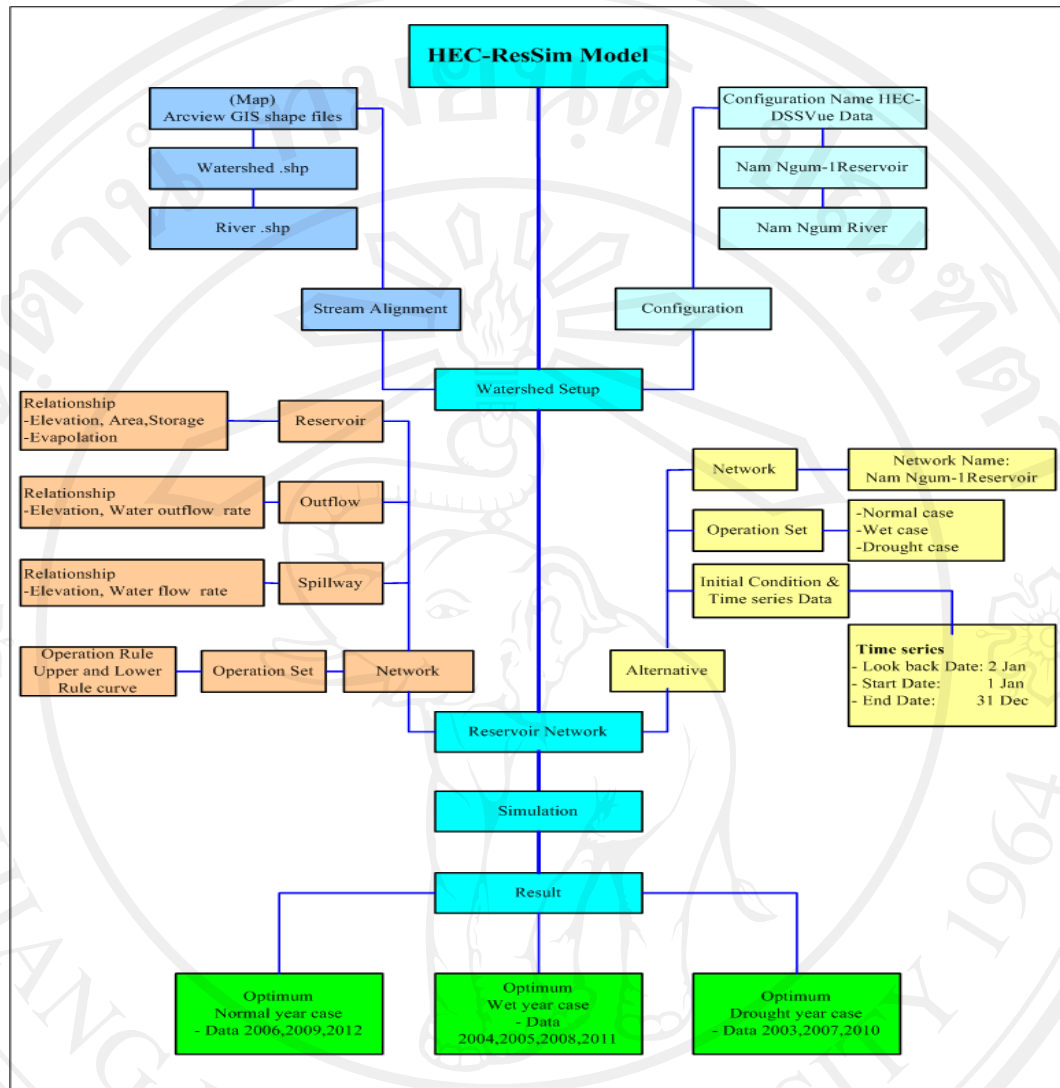 HEC-ResSim Model
(Map)
Arcview GIS shape files
Watershed .shp
River .shp
Stream Alignment
Configuration Name HEC-
DSSVue Data
Nam Ngum-1Reservoir
Nam Ngum River
Configuration
Watershed Setup
Relationship
-Elevation, Area,Storage
-Evapolation
Reservoir
Relationship
-Elevation, Water outflow rate
Outflow
Relationship
-Elevation, Water flow rate
Spillway
Operation Rule
Upper and Lower
Rule curve
Operation Set
Network
Network
Network Name:
Nam Ngum-1Reservoir
Operation Set
-Normal case
-Wet case
-Drought case
Initial Condition &
Time series Data
Alternative
Time series
- Look back Date: 2 Jan
- Start Date: 1 Jan
- End Date: 31 Dec
Reservoir Network
Simulation
Result
Optimum
Normal year case
- Data 2006,2009,2012
Optimum
Wet year case
- Data
2004,2005,2008,2011
Optimum
Drought year case
- Data 2003,2007,2010
1964